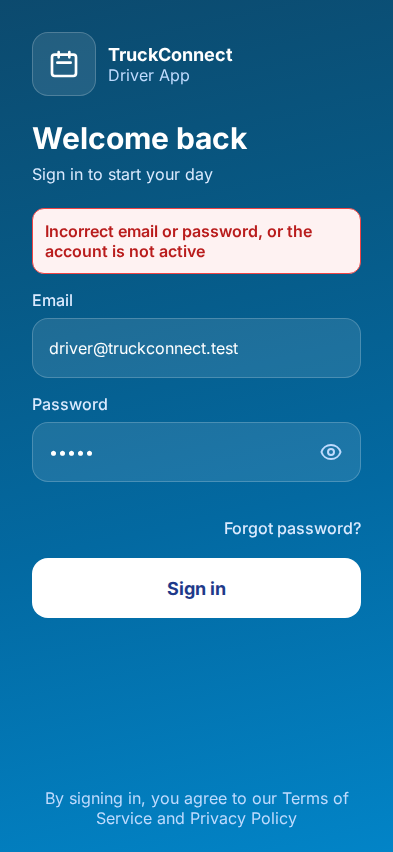 TruckConnect
Driver App
Welcome back
Sign in to start your day
Incorrect email or password, or the
account is not active
Email
driver@truckconnect.test
Password
•••••
Forgot password?
Sign in
By signing in, you agree to our Terms of
Service and Privacy Policy